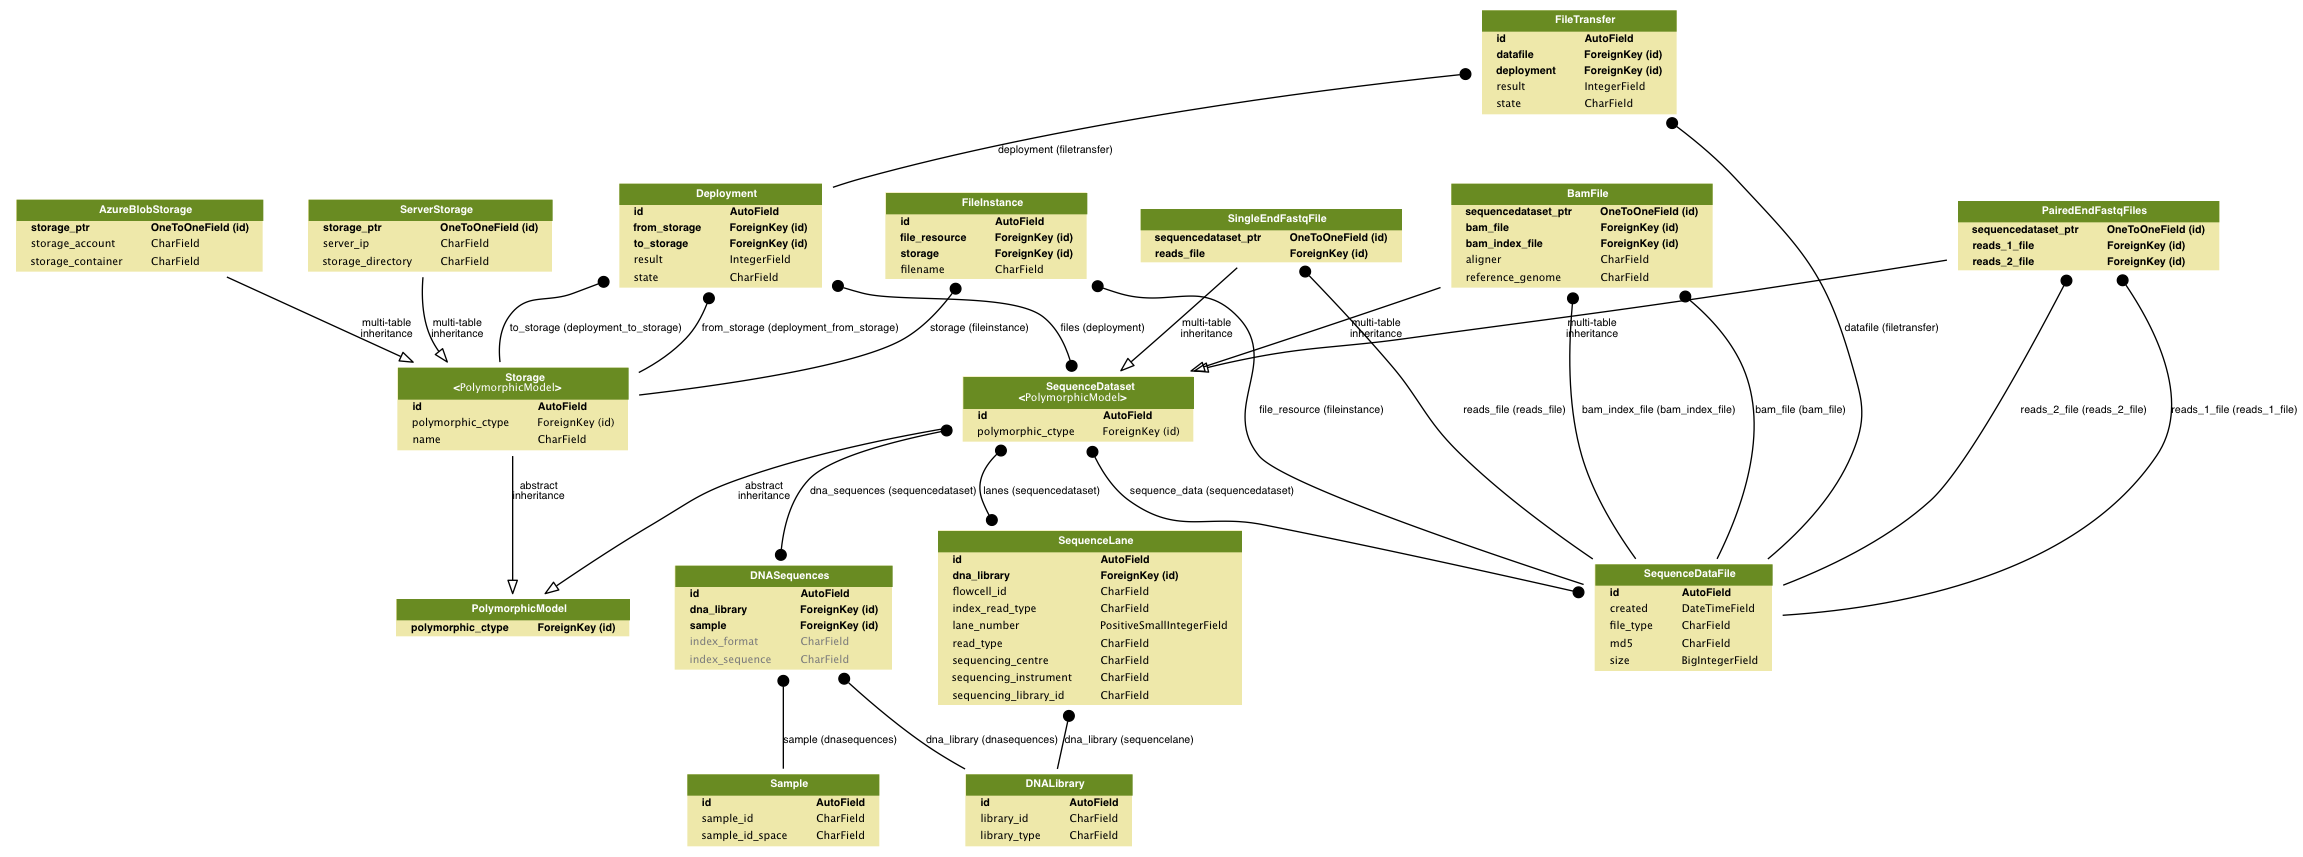 FileTransfer
id AutoField
datafile ForeignKey (id)
deployment ForeignKey (id)
result IntegerField
state CharField
deployment (filetransfer)
AzureBlobStorage
storage_ptr OneToOneField (id)
storage_account CharField
storage_container CharField
ServerStorage
storage_ptr OneToOneField (id)
server_ip CharField
storage_directory CharField
Deployment
id AutoField
from_storage ForeignKey (id)
to_storage ForeignKey (id)
result IntegerField
state CharField
FileInstance
id AutoField
file_resource ForeignKey (id)
storage ForeignKey (id)
filename CharField
SingleEndFastqFile
sequencedataset_ptr OneToOneField (id)
reads_file ForeignKey (id)
BamFile
sequencedataset_ptr OneToOneField (id)
bam_file ForeignKey (id)
bam_index_file ForeignKey (id)
aligner CharField
reference_genome CharField
PairedEndFastqFiles
sequencedataset_ptr OneToOneField (id)
reads_1_file ForeignKey (id)
reads_2_file ForeignKey (id)
multi-table
inheritance
multi-table
inheritance
to_storage (deployment_to_storage)
from_storage (deployment_from_storage)
storage (fileinstance)
files (deployment)
multi-table
inheritance
multi-table
inheritance
multi-table
inheritance
datafile (filetransfer)
Storage
<PolymorphicModel>
id AutoField
polymorphic_ctype ForeignKey (id)
name CharField
SequenceDataset
<PolymorphicModel>
id AutoField
polymorphic_ctype ForeignKey (id)
file_resource (fileinstance)
reads_file (reads_file)
bam_index_file (bam_index_file)
bam_file (bam_file)
reads_2_file (reads_2_file)
reads_1_file (reads_1_file)
abstract
inheritance
abstract
inheritance
dna_sequences (sequencedataset)
lanes (sequencedataset)
sequence_data (sequencedataset)
PolymorphicModel
polymorphic_ctype ForeignKey (id)
DNASequences
id AutoField
dna_library ForeignKey (id)
sample ForeignKey (id)
index_format CharField
index_sequence CharField
SequenceLane
id AutoField
dna_library ForeignKey (id)
flowcell_id CharField
index_read_type CharField
lane_number PositiveSmallIntegerField
read_type CharField
sequencing_centre CharField
sequencing_instrument CharField
sequencing_library_id CharField
SequenceDataFile
id AutoField
created DateTimeField
file_type CharField
md5 CharField
size BigIntegerField
sample (dnasequences)
dna_library (dnasequences)
dna_library (sequencelane)
Sample
id AutoField
sample_id CharField
sample_id_space CharField
DNALibrary
id AutoField
library_id CharField
library_type CharField